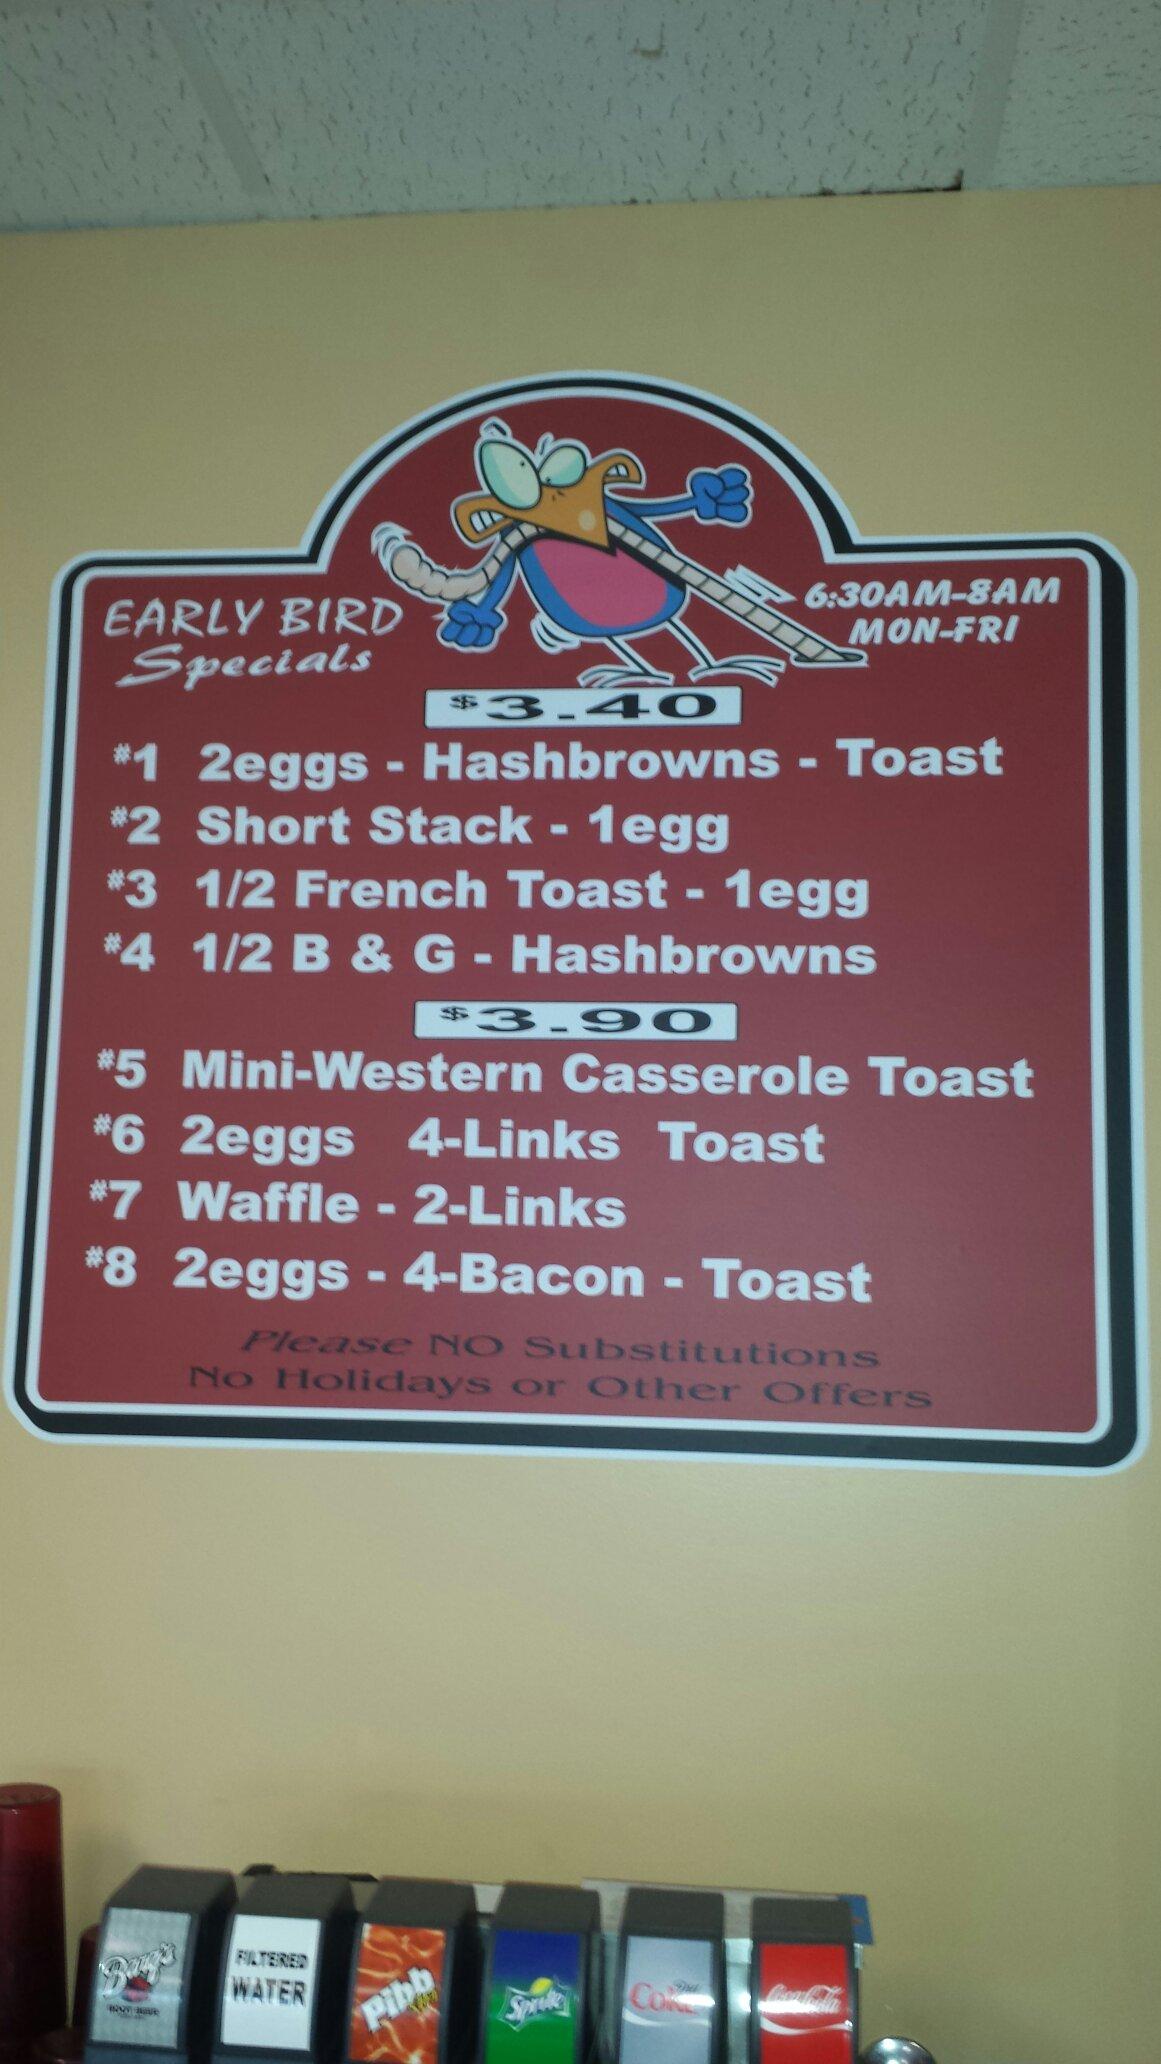 EARLY BIRD
Specials
6:30AM-8AM
MON-FRI
$3.40
#1 2eggs - Hashbrowns - Toast
#2 Short Stack - 1egg
#3 1/2 French Toast - 1egg
#4 1/2 B & G - Hashbrowns
$3.90
#5 Mini-Western Casserole Toast
#6 2eggs 4-Links Toast
#7 Waffle - 2-Links
#8 2eggs - 4-Bacon - Toast
Please NO Substitutions
No Holidays or Other Offers
Barq's
ROOT BEER
FILTERED
WATER
Pibb
Sprite
Diet
Coke
Coca-Cola